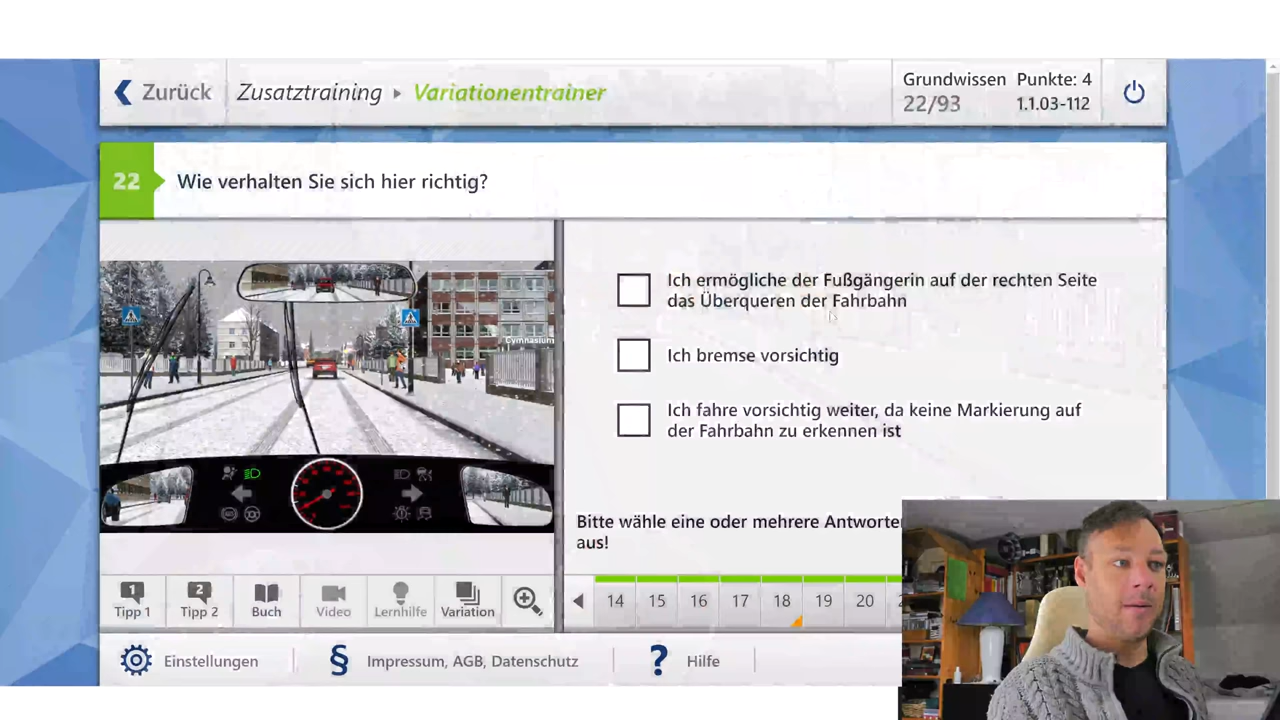 Zurück
Zusatztraining ▸ Variationentrainer
Grundwissen Punkte: 4
22/93 1.1.03-112
22 Wie verhalten Sie sich hier richtig?
Gymnasium
Ich ermögliche der Fußgängerin auf der rechten Seite
das Überqueren der Fahrbahn
Ich bremse vorsichtig
Ich fahre vorsichtig weiter, da keine Markierung auf
der Fahrbahn zu erkennen ist
Bitte wähle eine oder mehrere Antworten
aus!
Tipp 1 Tipp 2 Buch Video Lernhilfe Variation
14 15 16 17 18 19 20
Einstellungen § Impressum, AGB, Datenschutz ? Hilfe